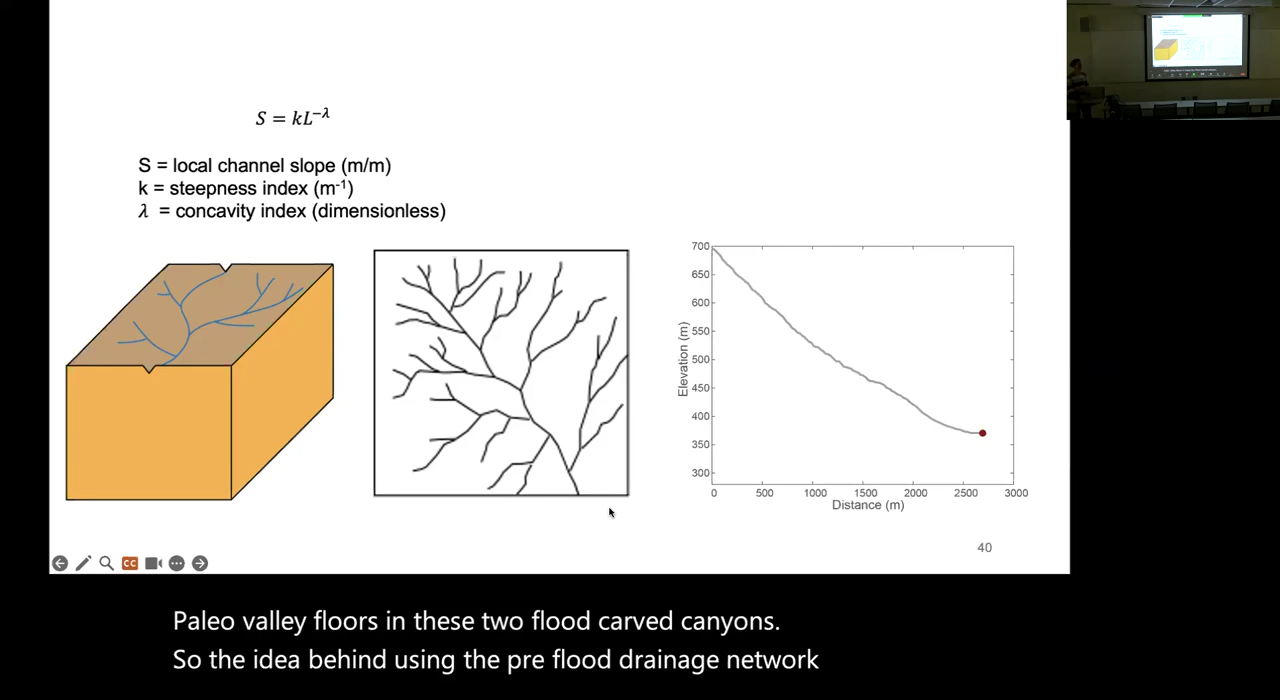 S = kL⁻λ
S = local channel slope (m/m)
k = steepness index (m⁻¹)
λ = concavity index (dimensionless)
700
650
600
550
500
450
400
350
300
Elevation (m)
0 500 1000 1500 2000 2500 3000
Distance (m)
40
CC
Paleo valley floors in these two flood carved canyons.
So the idea behind using the pre flood drainage network